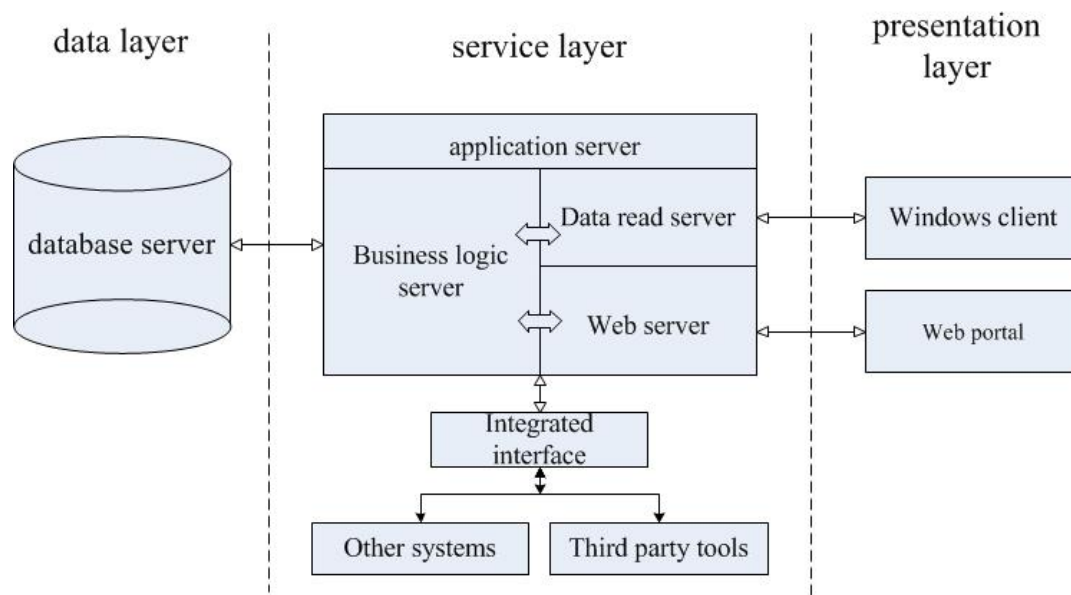 data layer
service layer
presentation
layer
application server
database server
Business logic
server
Data read server
Web server
Windows client
Web portal
Integrated
interface
Other systems
Third party tools